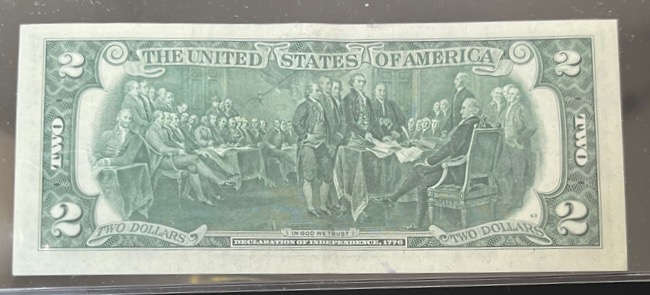 2 THE UNITED STATES OF AMERICA 2
TWO TWO
2 TWO DOLLARS IN GOD WE TRUST TWO DOLLARS 2
DECLARATION OF INDEPENDENCE, 1776